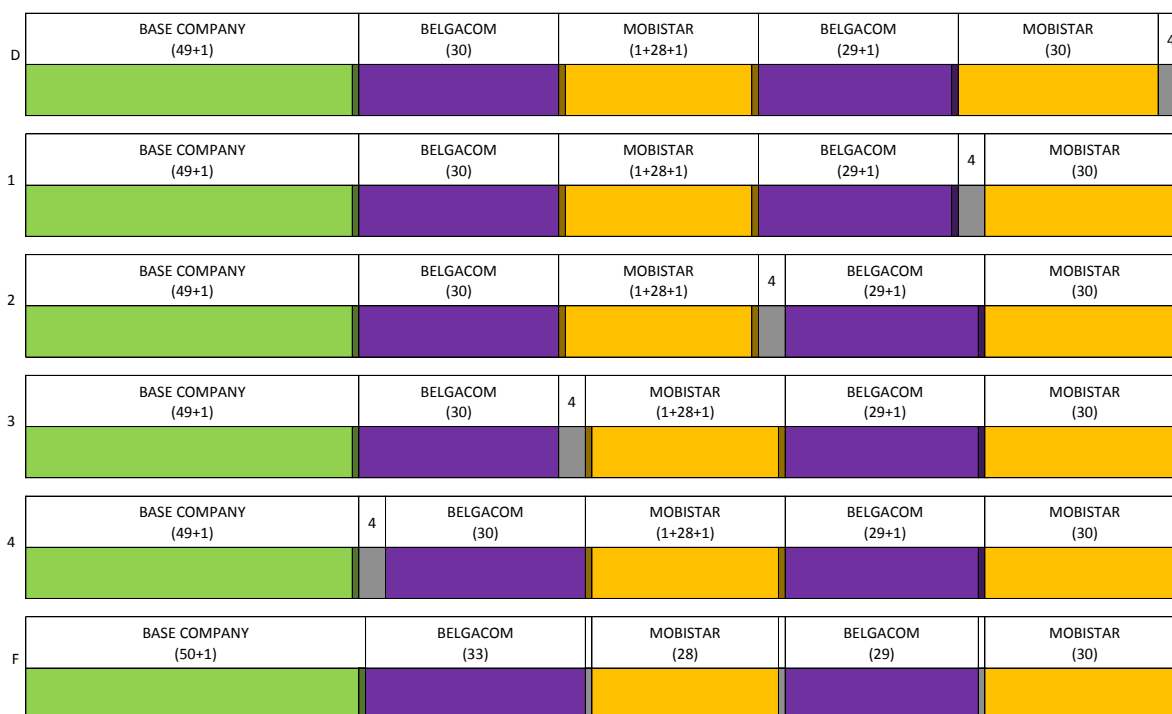 D
BASE COMPANY BELGACOM MOBISTAR BELGACOM MOBISTAR
(49+1) (30) (1+28+1) (29+1) (30) 4
1
BASE COMPANY BELGACOM MOBISTAR BELGACOM MOBISTAR
(49+1) (30) (1+28+1) (29+1) 4 (30)
2
BASE COMPANY BELGACOM MOBISTAR BELGACOM MOBISTAR
(49+1) (30) (1+28+1) 4 (29+1) (30)
3
BASE COMPANY BELGACOM MOBISTAR BELGACOM MOBISTAR
(49+1) (30) 4 (1+28+1) (29+1) (30)
4
BASE COMPANY BELGACOM MOBISTAR BELGACOM MOBISTAR
(49+1) 4 (30) (1+28+1) (29+1) (30)
F
BASE COMPANY BELGACOM MOBISTAR BELGACOM MOBISTAR
(50+1) (33) (28) (29) (30)